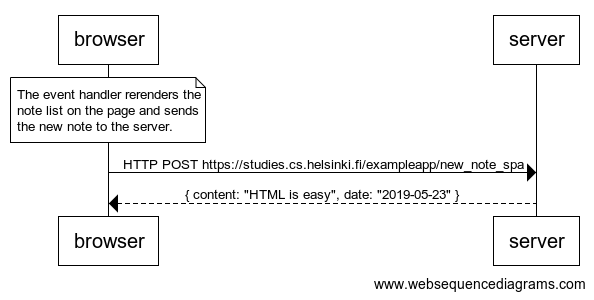 browser
server
The event handler rerenders the
note list on the page and sends
the new note to the server.
HTTP POST https://studies.cs.helsinki.fi/exampleapp/new_note_spa
{ content: "HTML is easy", date: "2019-05-23" }
browser
server
www.websequencediagrams.com